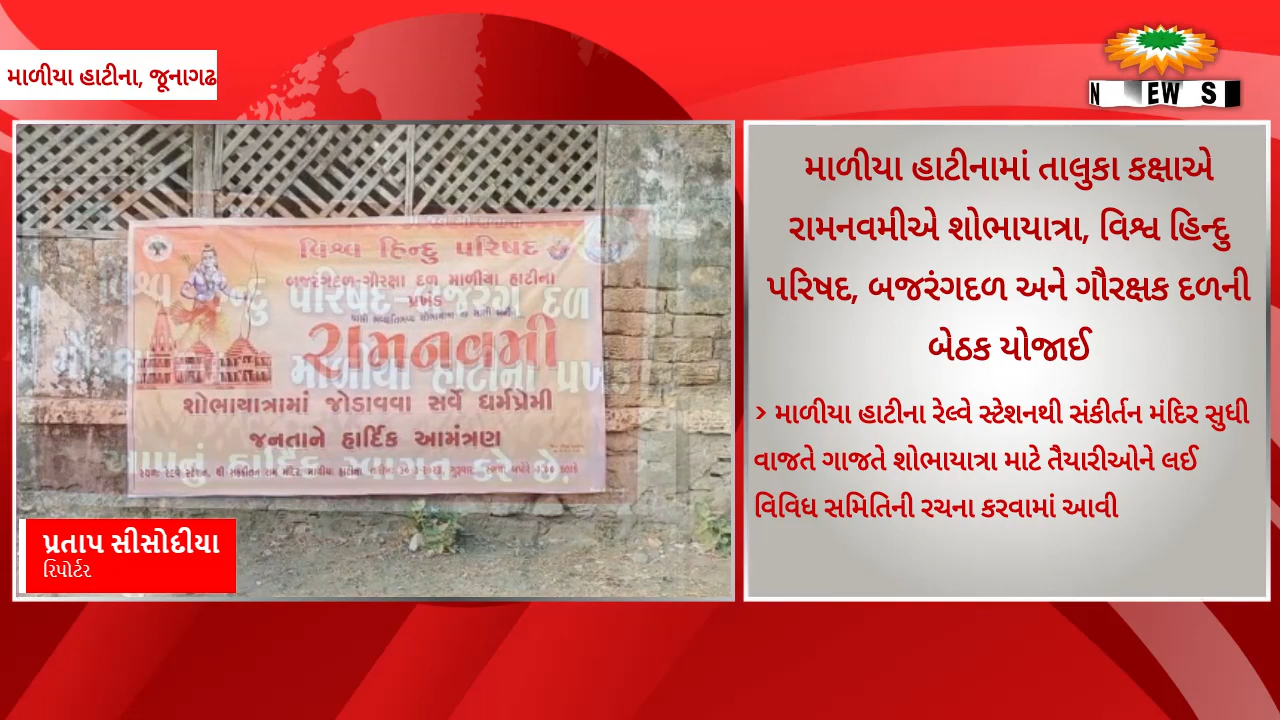 માળીયા હાટીના, જૂનાગઢ
NEWS
વિશ્વ હિન્દુ પરિષદ
બજરંગદળ-ગૌરક્ષા દળ માળીયા હાટીના
પ્રખંડ
રામનવમી
શોભાયાત્રામાં જોડાવવા સર્વે ધર્મપ્રેમી
જનતાને હાર્દિક આમંત્રણ
પ્રતાપ સીસોદીયા
રિપોર્ટર
માળીયા હાટીનામાં તાલુકા કક્ષાએ
રામનવમીએ શોભાયાત્રા, વિશ્વ હિન્દુ
પરિષદ, બજરંગદળ અને ગૌરક્ષક દળની
બેઠક યોજાઈ
> માળીયા હાટીના રેલ્વે સ્ટેશનથી સંકીર્તન મંદિર સુધી
વાજતે ગાજતે શોભાયાત્રા માટે તૈયારીઓને લઈ
વિવિધ સમિતિની રચના કરવામાં આવી